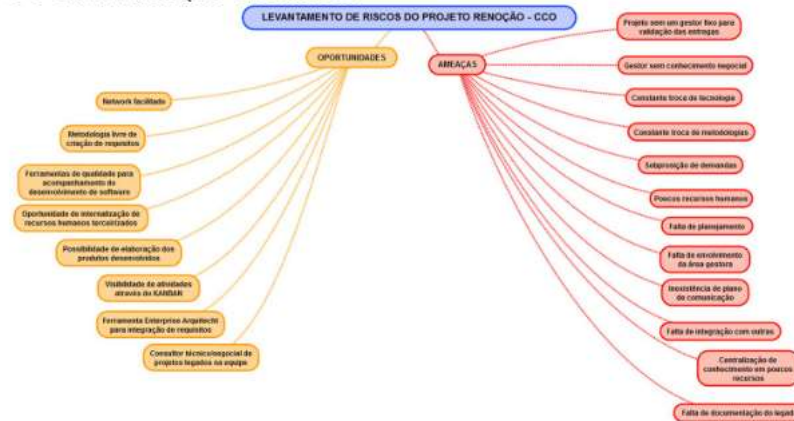 LEVANTAMENTO DE RISCOS DO PROJETO RENOÇÃO - CCO
OPORTUNIDADES
Network facilitado
Metodologia livre de
criação de requisitos
Ferramentas de qualidade para
acompanhamento do
desenvolvimento de software
Oportunidade de internalização de
recursos humanos terceirizados
Possibilidade de elaboração dos
produtos desenvolvidos
Visibilidade de atividades
através do KANBAN
Ferramenta Enterprise Arquitecht
para integração de requisitos
Consultor técnico/negocial de
projetos legados na equipe
AMEAÇAS
Projeto sem um gestor fixo para
validação das entregas
Gestor sem conhecimento negocial
Constante troca de tecnologia
Constante troca de metodologias
Sobreposição de demandas
Poucos recursos humanos
Falta de planejamento
Falta de envolvimento
da área gestora
Inexistência de plano
de comunicação
Falta de integração com outras
Centralização de
conhecimento em poucos
recursos
Falta de documentação do legado